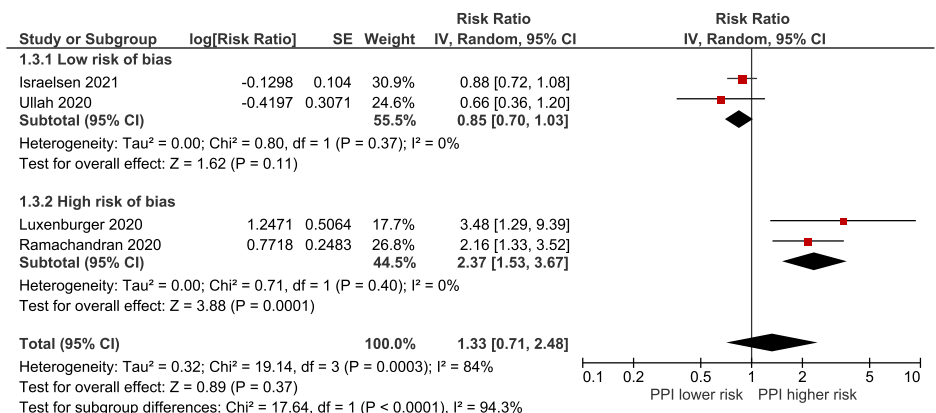 Risk Ratio Risk Ratio
Study or Subgroup log[Risk Ratio] SE Weight IV, Random, 95% CI IV, Random, 95% CI
1.3.1 Low risk of bias
Israelsen 2021 -0.1298 0.104 30.9% 0.88 [0.72, 1.08]
Ullah 2020 -0.4197 0.3071 24.6% 0.66 [0.36, 1.20]
Subtotal (95% CI) 55.5% 0.85 [0.70, 1.03]
Heterogeneity: Tau² = 0.00; Chi² = 0.80, df = 1 (P = 0.37); I² = 0%
Test for overall effect: Z = 1.62 (P = 0.11)
1.3.2 High risk of bias
Luxenburger 2020 1.2471 0.5064 17.7% 3.48 [1.29, 9.39]
Ramachandran 2020 0.7718 0.2483 26.8% 2.16 [1.33, 3.52]
Subtotal (95% CI) 44.5% 2.37 [1.53, 3.67]
Heterogeneity: Tau² = 0.00; Chi² = 0.71, df = 1 (P = 0.40); I² = 0%
Test for overall effect: Z = 3.88 (P = 0.0001)
Total (95% CI) 100.0% 1.33 [0.71, 2.48]
Heterogeneity: Tau² = 0.32; Chi² = 19.14, df = 3 (P = 0.0003); I² = 84%
Test for overall effect: Z = 0.89 (P = 0.37)
Test for subgroup differences: Chi² = 17.64, df = 1 (P < 0.0001), I² = 94.3%
0.1 0.2 0.5 1 2 5 10
PPI lower risk PPI higher risk